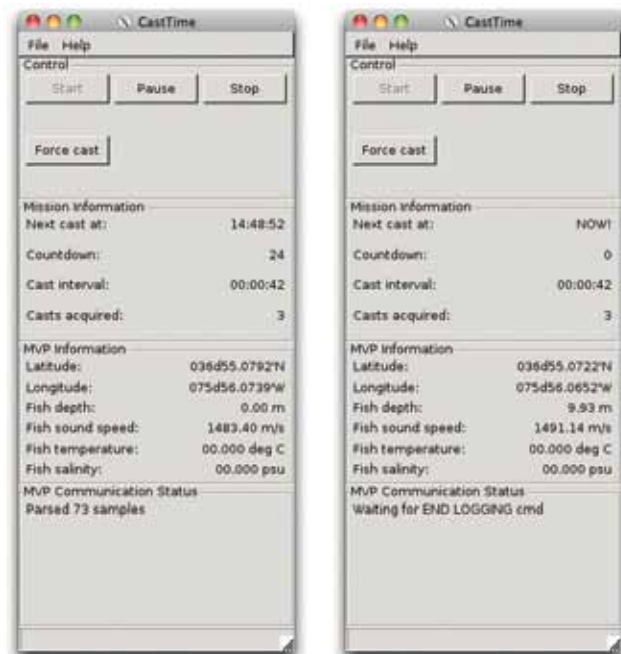 CastTime
File Help
Control
Start Pause Stop
Force cast
Mission Information
Next cast at: 14:48:52
Countdown: 24
Cast interval: 00:00:42
Casts acquired: 3
MVP Information
Latitude: 036d55.0792'N
Longitude: 075d56.0739'W
Fish depth: 0.00 m
Fish sound speed: 1483.40 m/s
Fish temperature: 00.000 deg C
Fish salinity: 00.000 psu
MVP Communication Status
Parsed 73 samples
CastTime
File Help
Control
Start Pause Stop
Force cast
Mission Information
Next cast at: NOW!
Countdown: 0
Cast interval: 00:00:42
Casts acquired: 3
MVP Information
Latitude: 036d55.0722'N
Longitude: 075d56.0652'W
Fish depth: 9.93 m
Fish sound speed: 1491.14 m/s
Fish temperature: 00.000 deg C
Fish salinity: 00.000 psu
MVP Communication Status
Waiting for END LOGGING cmd